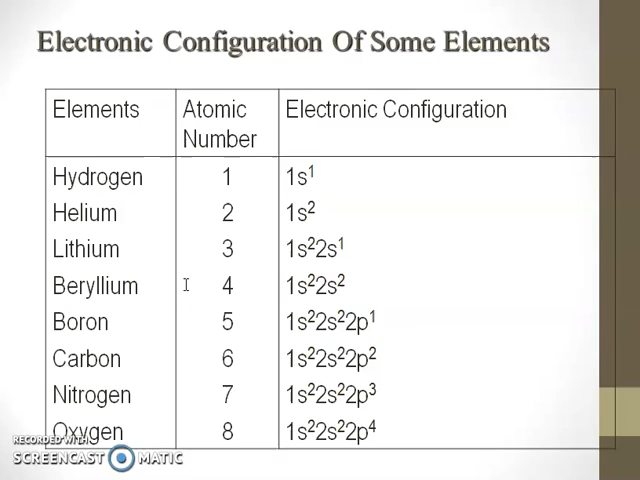 Electronic Configuration Of Some Elements
Elements Atomic Number Electronic Configuration
Hydrogen 1 1s¹
Helium 2 1s²
Lithium 3 1s²2s¹
Beryllium 4 1s²2s²
Boron 5 1s²2s²2p¹
Carbon 6 1s²2s²2p²
Nitrogen 7 1s²2s²2p³
Oxygen 8 1s²2s²2p⁴
RECORDED WITH
SCREENCAST MATIC